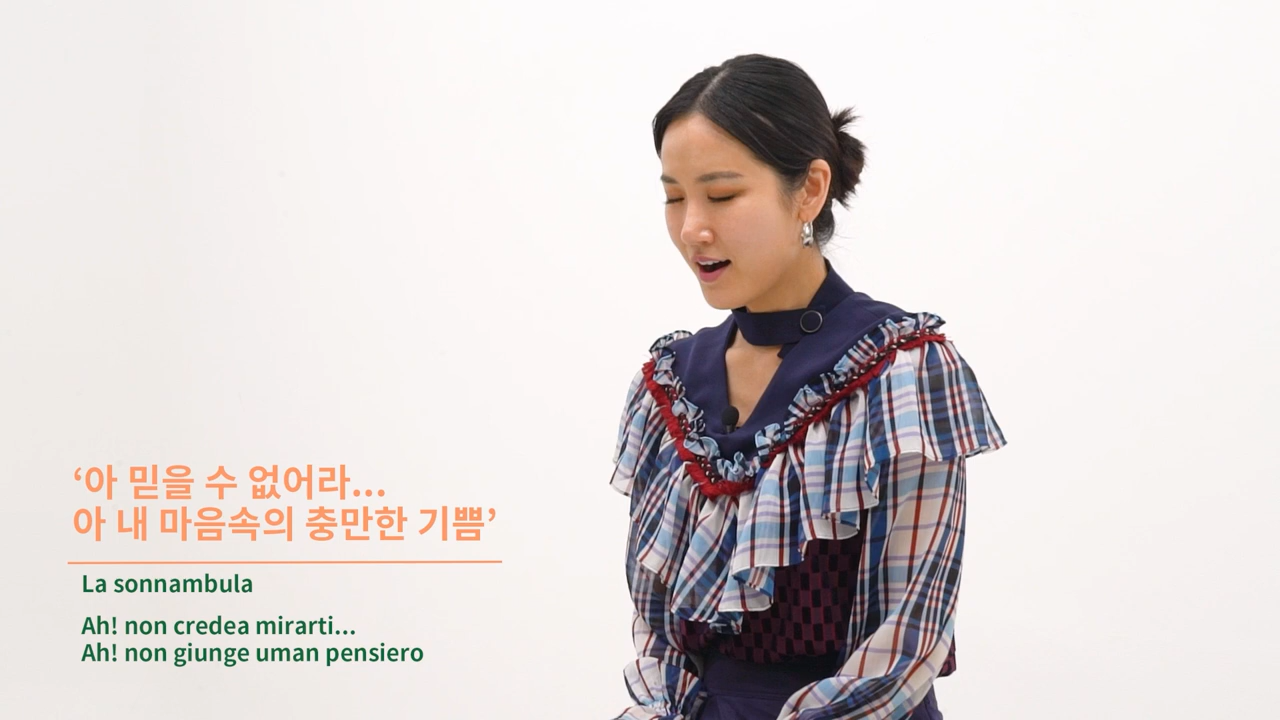 ‘아 믿을 수 없어라...
아 내 마음속의 충만한 기쁨’
La sonnambula
Ah! non credea mirarti...
Ah! non giunge uman pensiero